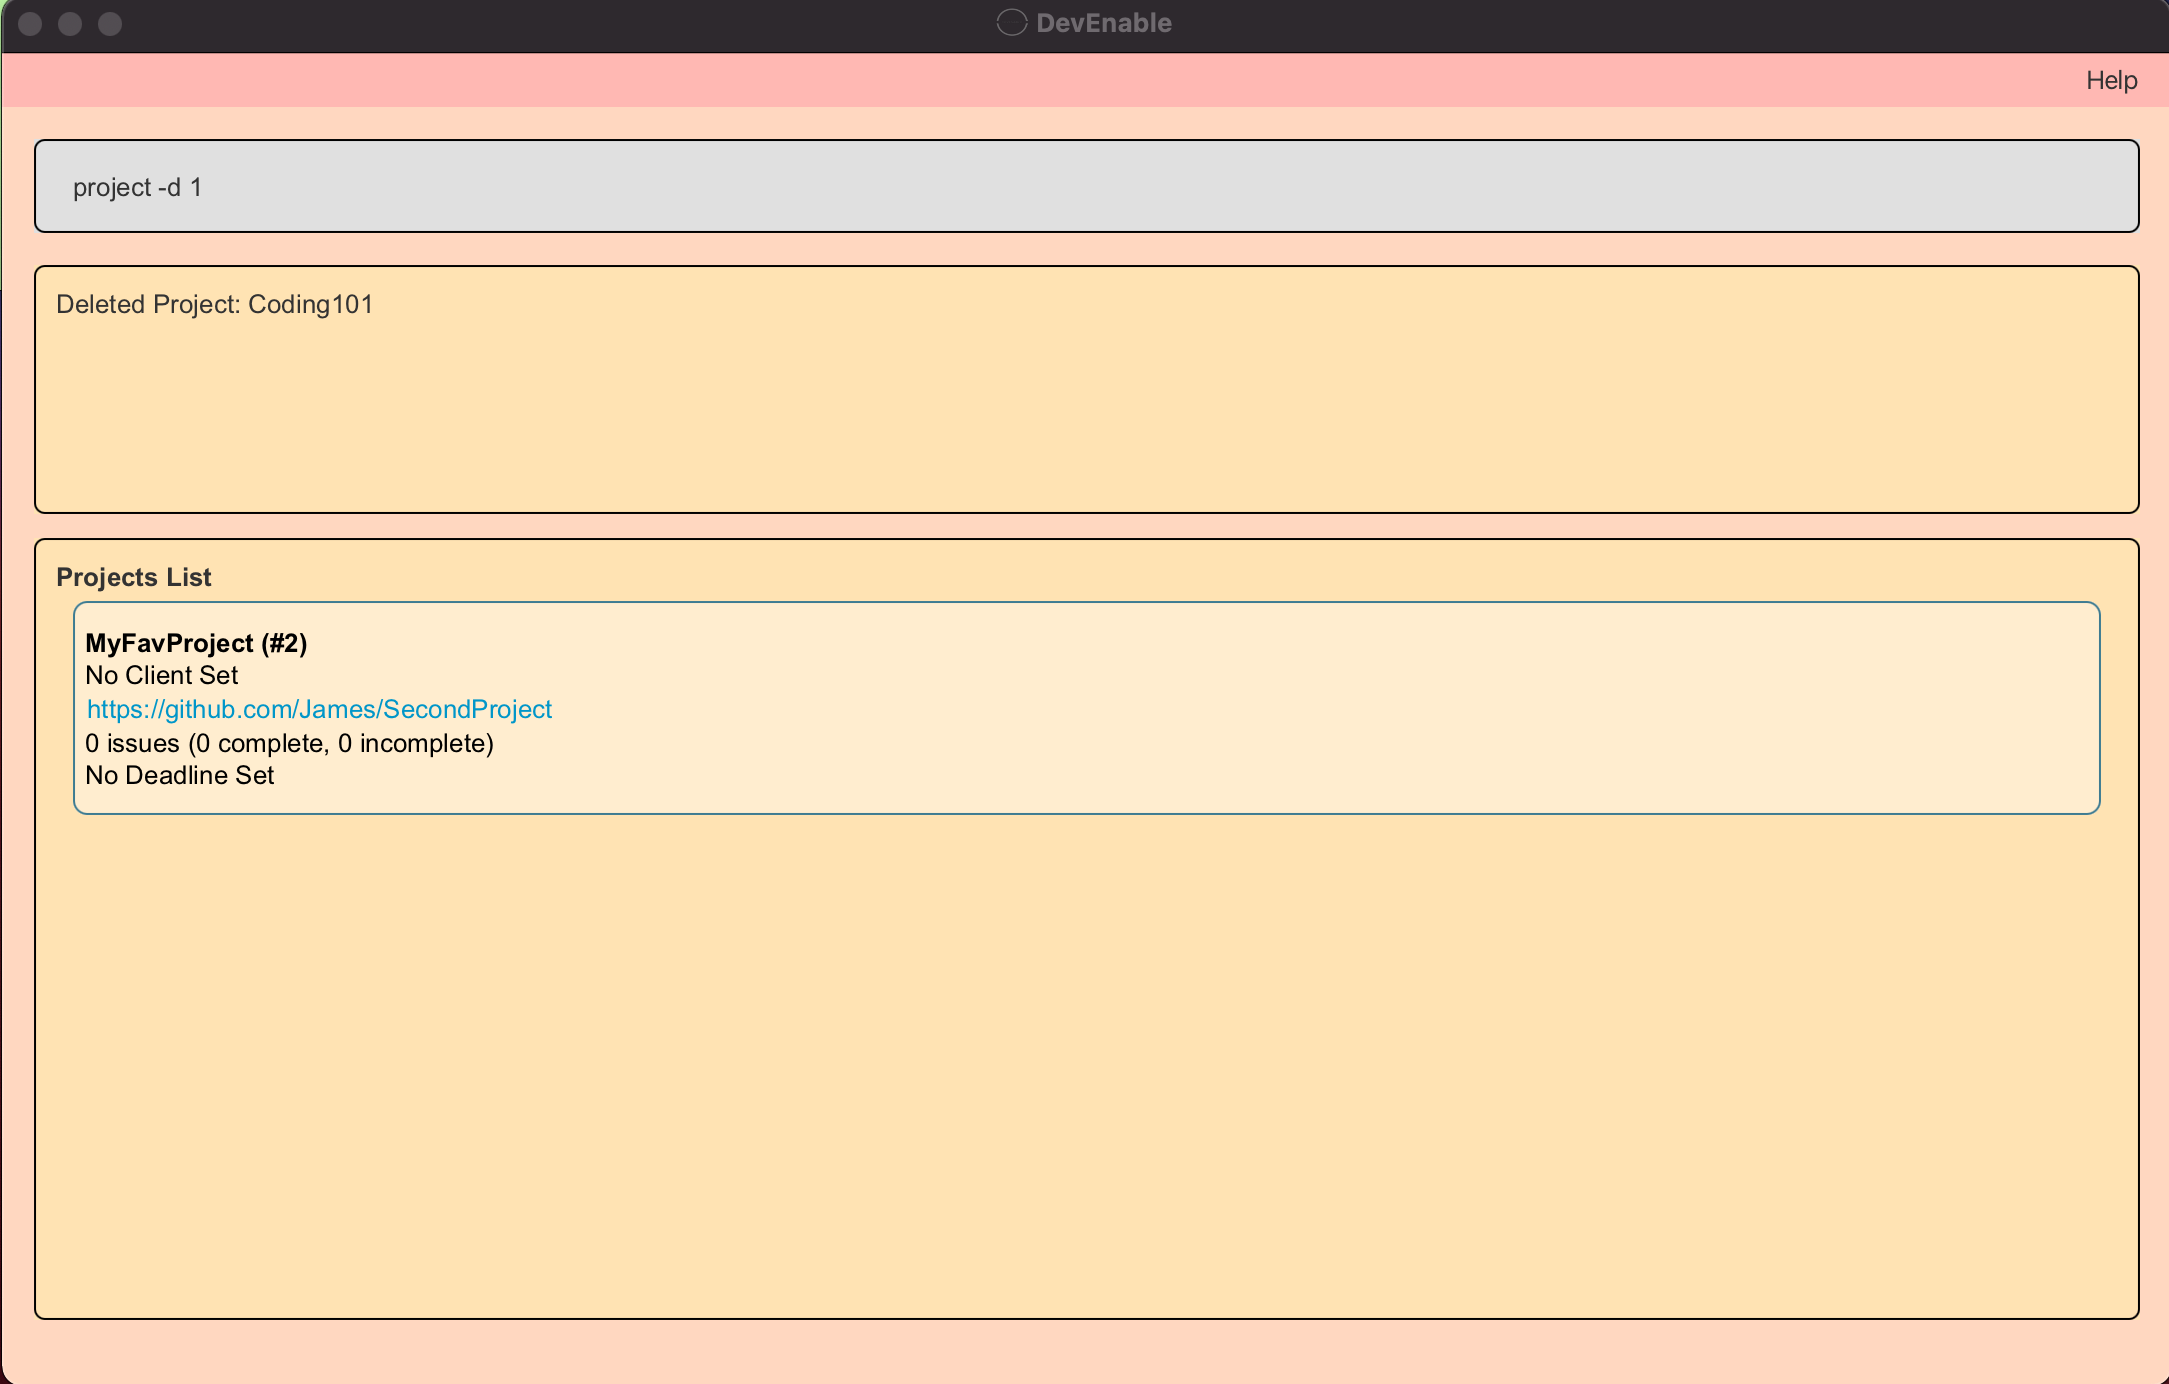 DevEnable
Help
project -d 1
Deleted Project: Coding101
Projects List
MyFavProject (#2)
No Client Set
https://github.com/James/SecondProject
0 issues (0 complete, 0 incomplete)
No Deadline Set